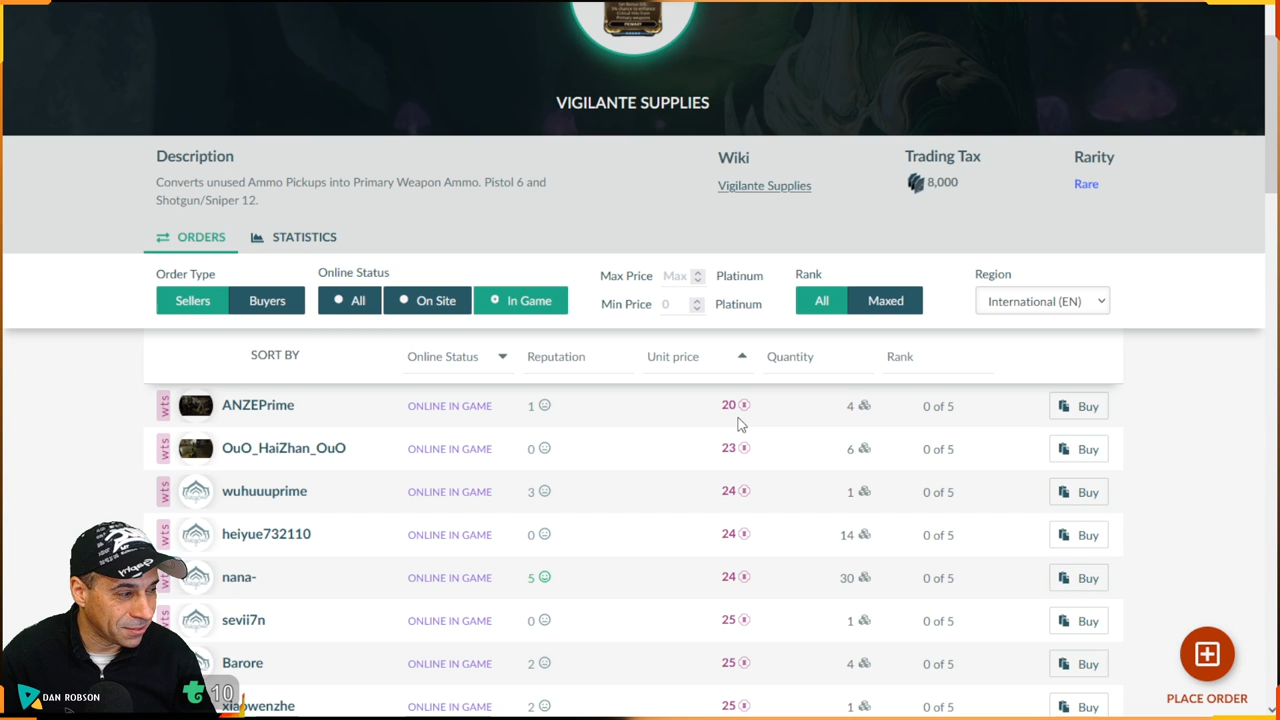 PRIMARY
VIGILANTE SUPPLIES
Description
Wiki
Trading Tax
Rarity
Converts unused Ammo Pickups into Primary Weapon Ammo. Pistol 6 and
Shotgun/Sniper 12.
Vigilante Supplies
8,000
Rare
ORDERS
STATISTICS
Order Type
Online Status
Max Price
Max
Platinum
Rank
Region
Sellers
Buyers
All
On Site
In Game
Min Price
0
Platinum
All
Maxed
International (EN)
SORT BY
Online Status
Reputation
Unit price
Quantity
Rank
wts ANZEPrime ONLINE IN GAME 1 20 4 0 of 5 Buy
wts OuO_HaiZhan_OuO ONLINE IN GAME 0 23 6 0 of 5 Buy
wts wuhuuuprime ONLINE IN GAME 3 24 1 0 of 5 Buy
wts heiyue732110 ONLINE IN GAME 0 24 14 0 of 5 Buy
nana- ONLINE IN GAME 5 24 30 0 of 5 Buy
sevii7n ONLINE IN GAME 0 25 1 0 of 5 Buy
Barore ONLINE IN GAME 2 25 4 0 of 5 Buy
xiaowenzhe ONLINE IN GAME 2 25 1 0 of 5 Buy
PLACE ORDER
DAN ROBSON
10